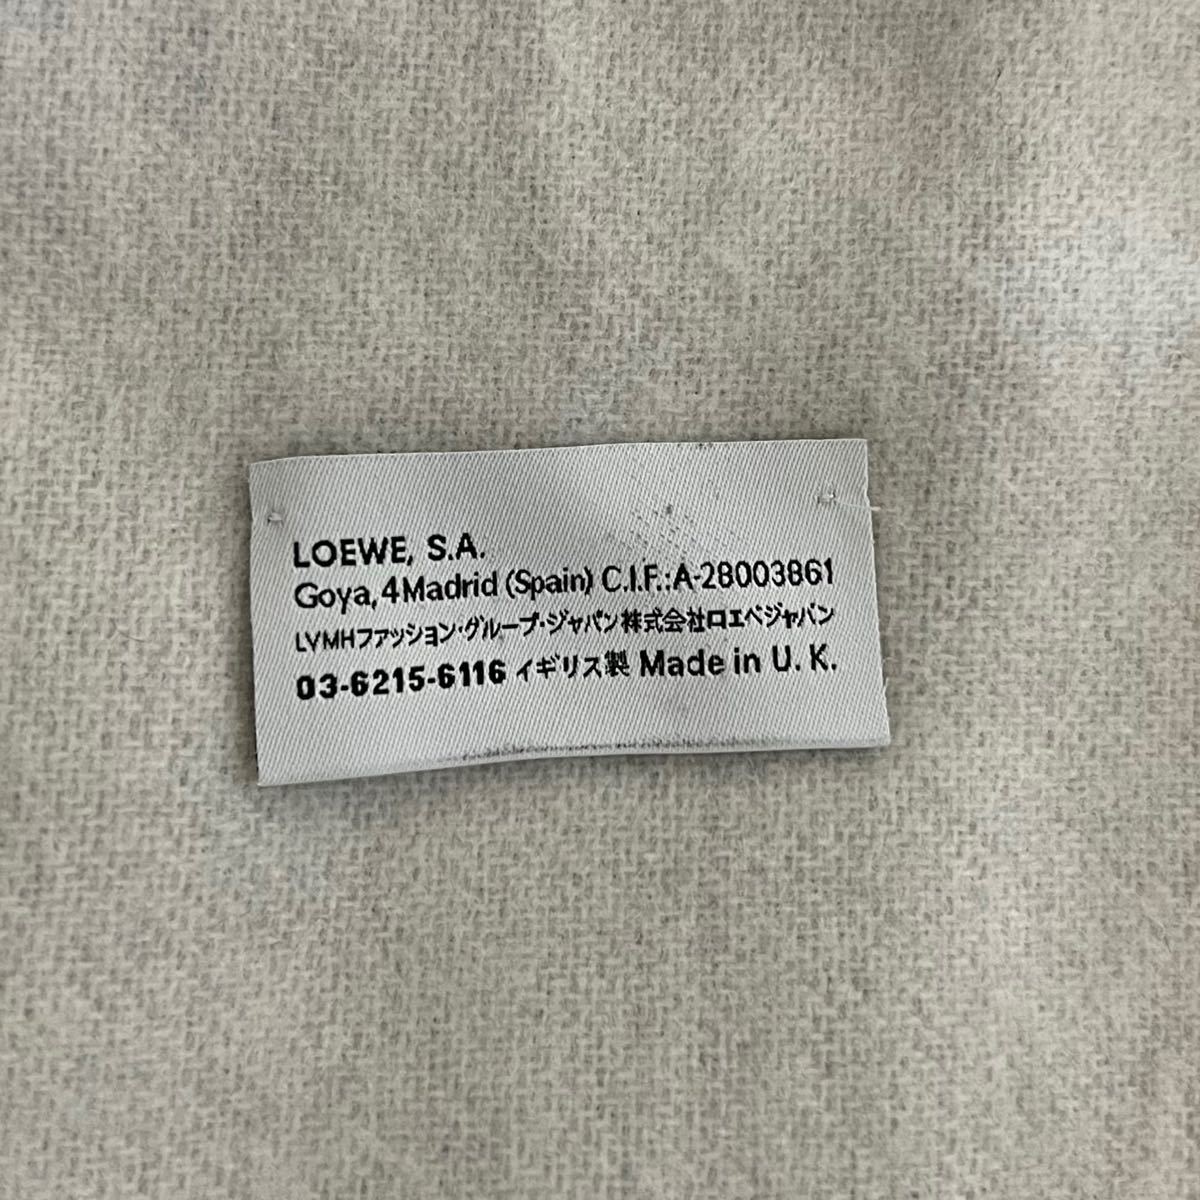 LOEWE, S.A.
Goya, 4 Madrid (Spain) C.I.F.:A-28003861
LVMHファッション・グループ・ジャパン株式会社ロエベジャパン
03-6215-6116 イギリス製 Made in U. K.